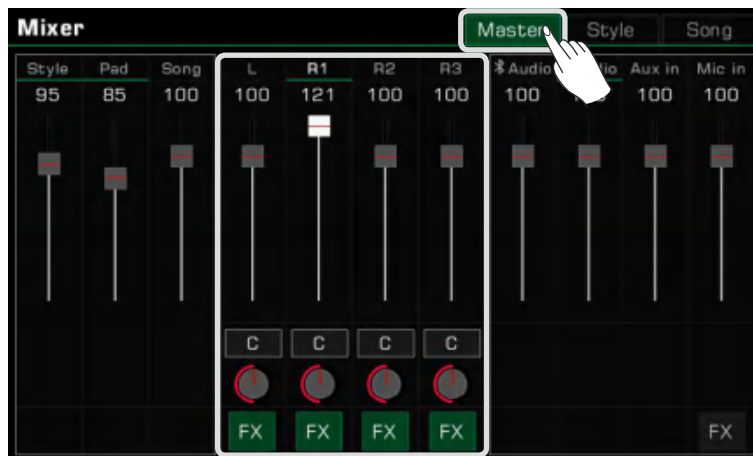 Mixer Master Style Song
Style Pad Song L R1 R2 R3 Audio Aux in Mic in
95 85 100 100 121 100 100 100 100 100
C C C C
FX FX FX FX FX